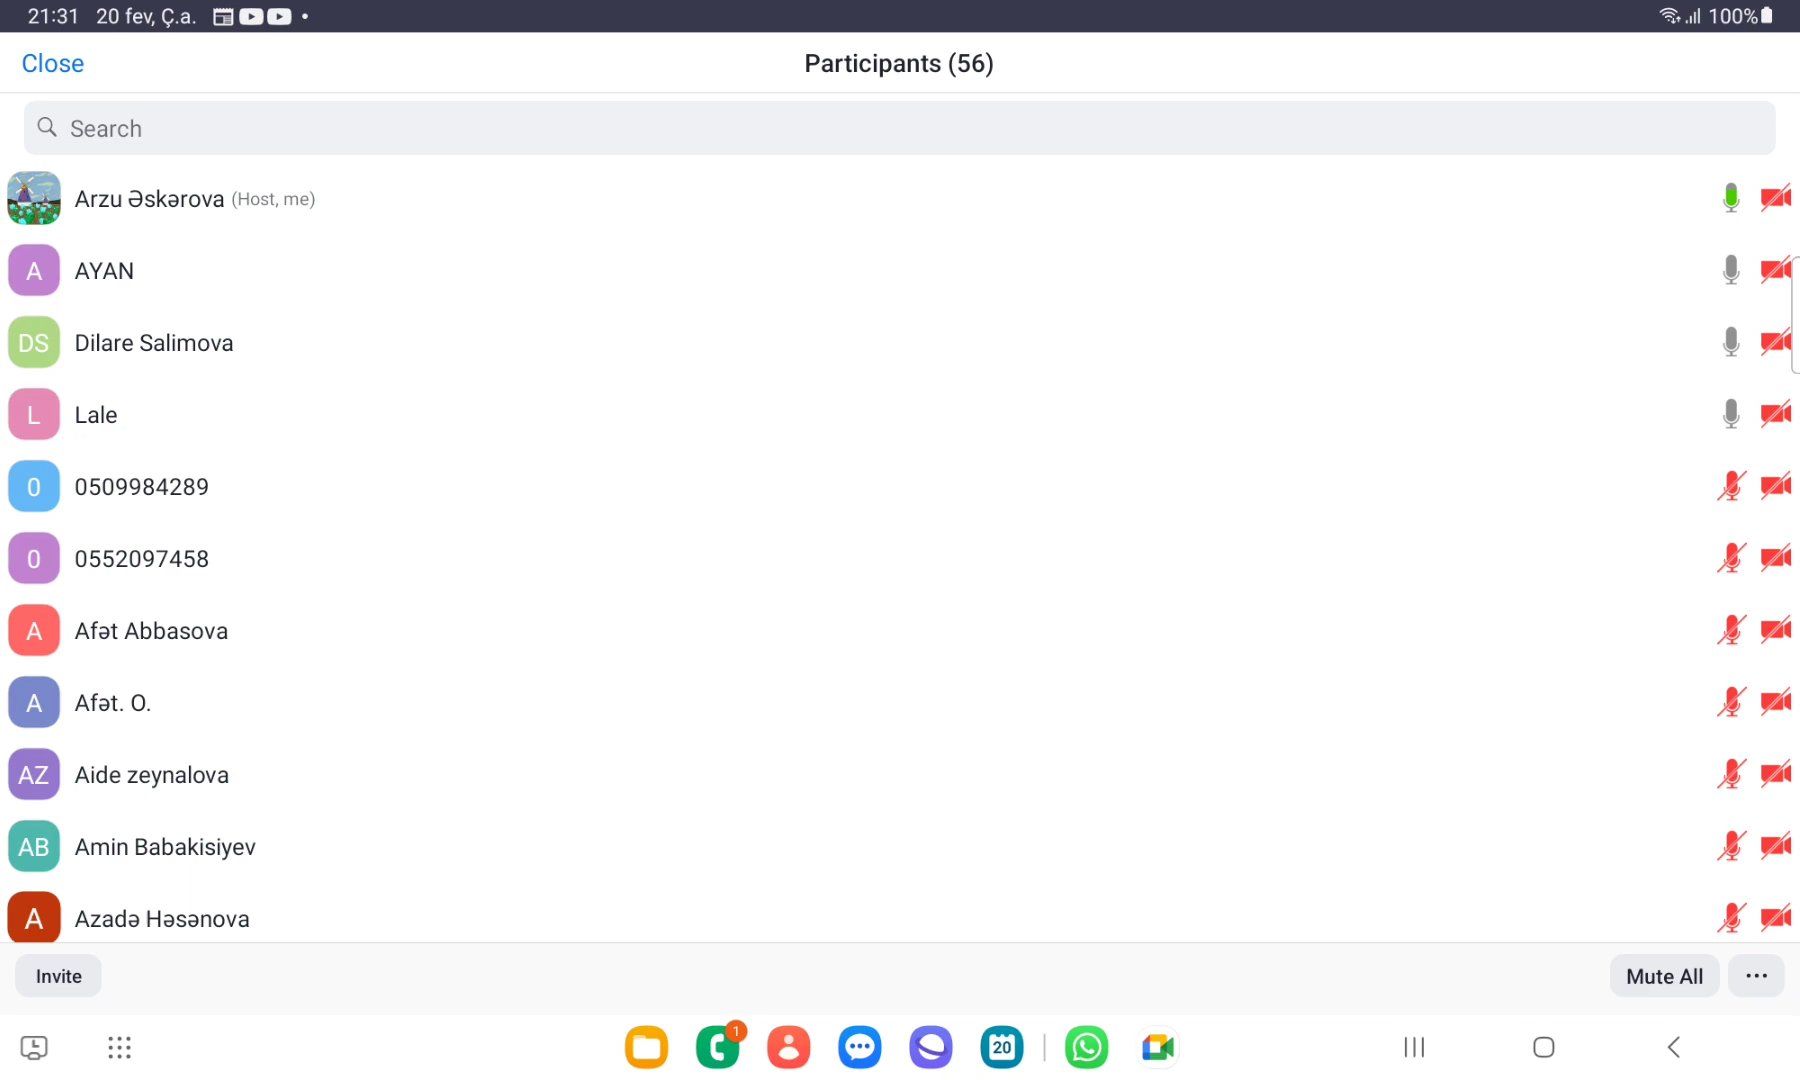 21:31 20 fev, Ç.a. 100%
Close Participants (56)
Search
Arzu Əskərova (Host, me)
A AYAN
DS Dilare Salimova
L Lale
0 0509984289
0 0552097458
A Afət Abbasova
A Afət. O.
AZ Aide zeynalova
AB Amin Babakisiyev
A Azadə Həsənova
Invite Mute All
1
20